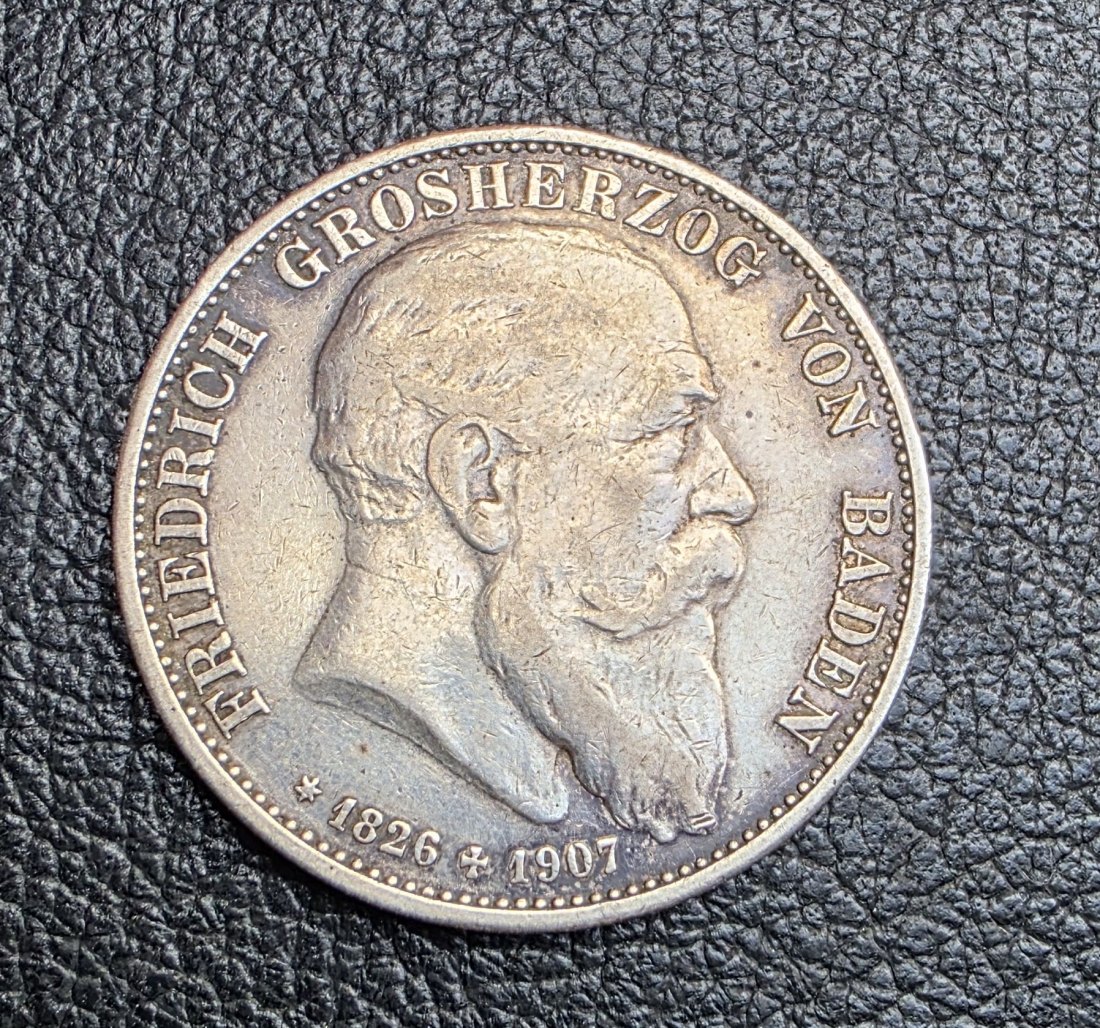 FRIEDRICH GROSHERZOG VON BADEN
* 1826 ✠ 1907